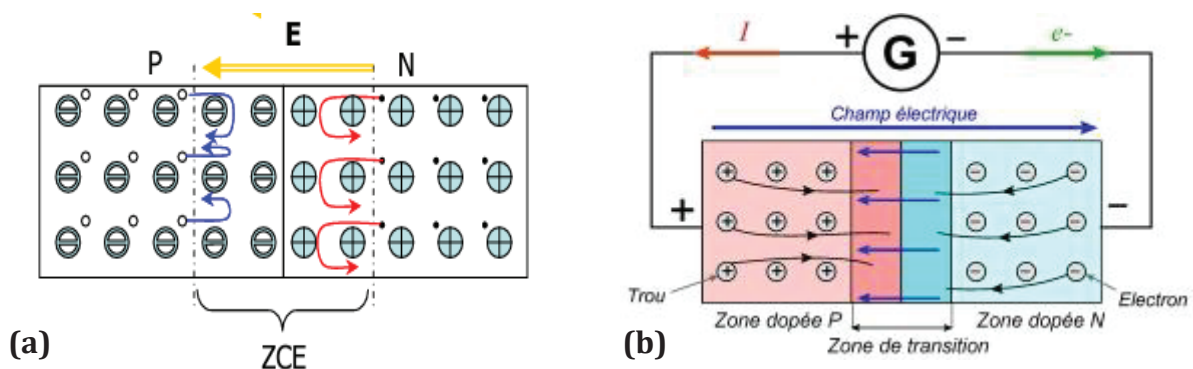 E
P
N
ZCE
(a)
I
+ G −
e-
Champ électrique
+
−
Trou
Electron
Zone dopée P
Zone dopée N
Zone de transition
(b)